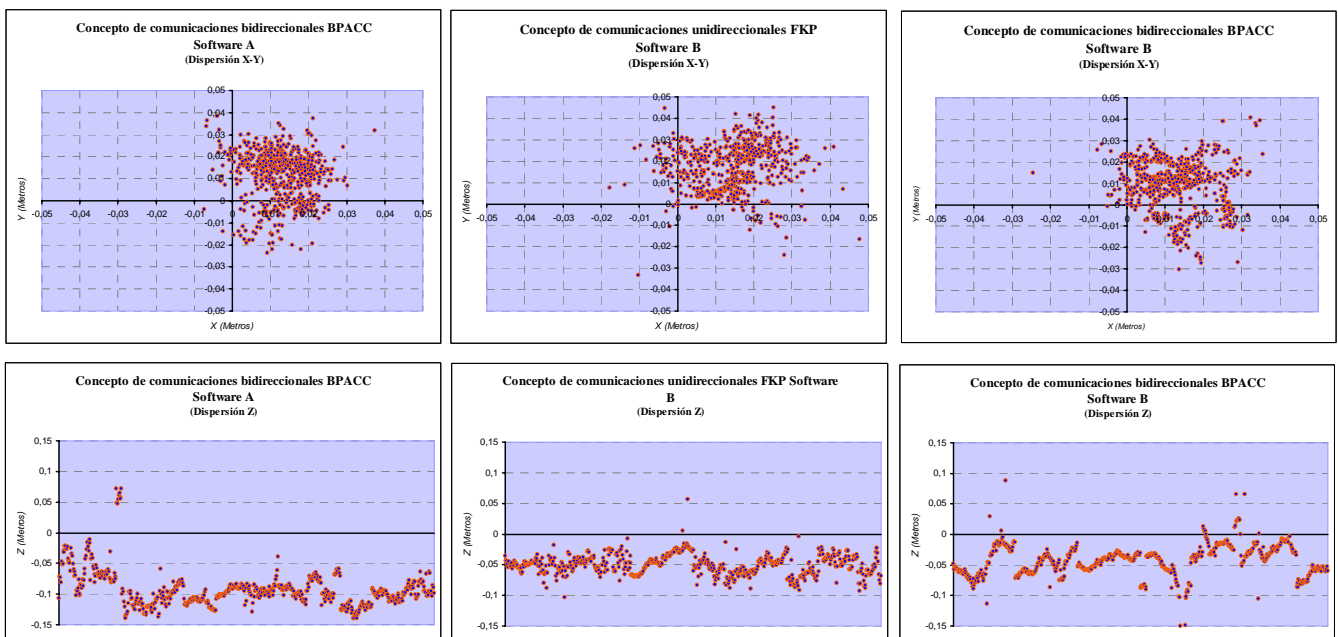 Concepto de comunicaciones bidireccionales BPACC
Software A
(Dispersión X-Y)
0,05
0,04
0,03
0,02
0,01
0
-0,01
-0,02
-0,03
-0,04
-0,05
-0,05 -0,04 -0,03 -0,02 -0,01 0 0,01 0,02 0,03 0,04 0,05
Y (Metros)
X (Metros)
Concepto de comunicaciones unidireccionales FKP
Software B
(Dispersión X-Y)
0,05
0,04
0,03
0,02
0,01
0
-0,01
-0,02
-0,03
-0,04
-0,05
-0,05 -0,04 -0,03 -0,02 -0,01 0 0,01 0,02 0,03 0,04 0,05
Y (Metros)
X (Metros)
Concepto de comunicaciones bidireccionales BPACC
Software B
(Dispersión X-Y)
0,05
0,04
0,03
0,02
0,01
0
-0,01
-0,02
-0,03
-0,04
-0,05
-0,05 -0,04 -0,03 -0,02 -0,01 0 0,01 0,02 0,03 0,04 0,05
Y (Metros)
X (Metros)
Concepto de comunicaciones bidireccionales BPACC
Software A
(Dispersión Z)
0,15
0,1
0,05
0
-0,05
-0,1
-0,15
Z (Metros)
Concepto de comunicaciones unidireccionales FKP Software
B
(Dispersión Z)
0,15
0,1
0,05
0
-0,05
-0,1
-0,15
Z (Metros)
Concepto de comunicaciones bidireccionales BPACC
Software B
(Dispersión Z)
0,15
0,1
0,05
0
-0,05
-0,1
-0,15
Z (Metros)